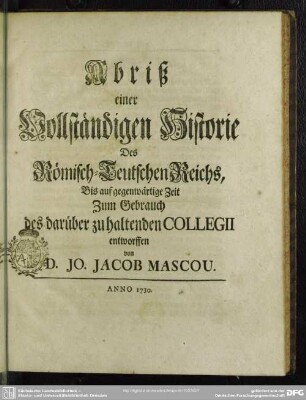 Abriß
einer
Vollständigen Historie
Des
Römisch-Teutschen Reichs,
Bis auf gegenwärtige Zeit
Zum Gebrauch
des darüber zu haltenden COLLEGII
entworffen
von
D. JO. JACOB MASCOU.
ANNO 1730.
DFG